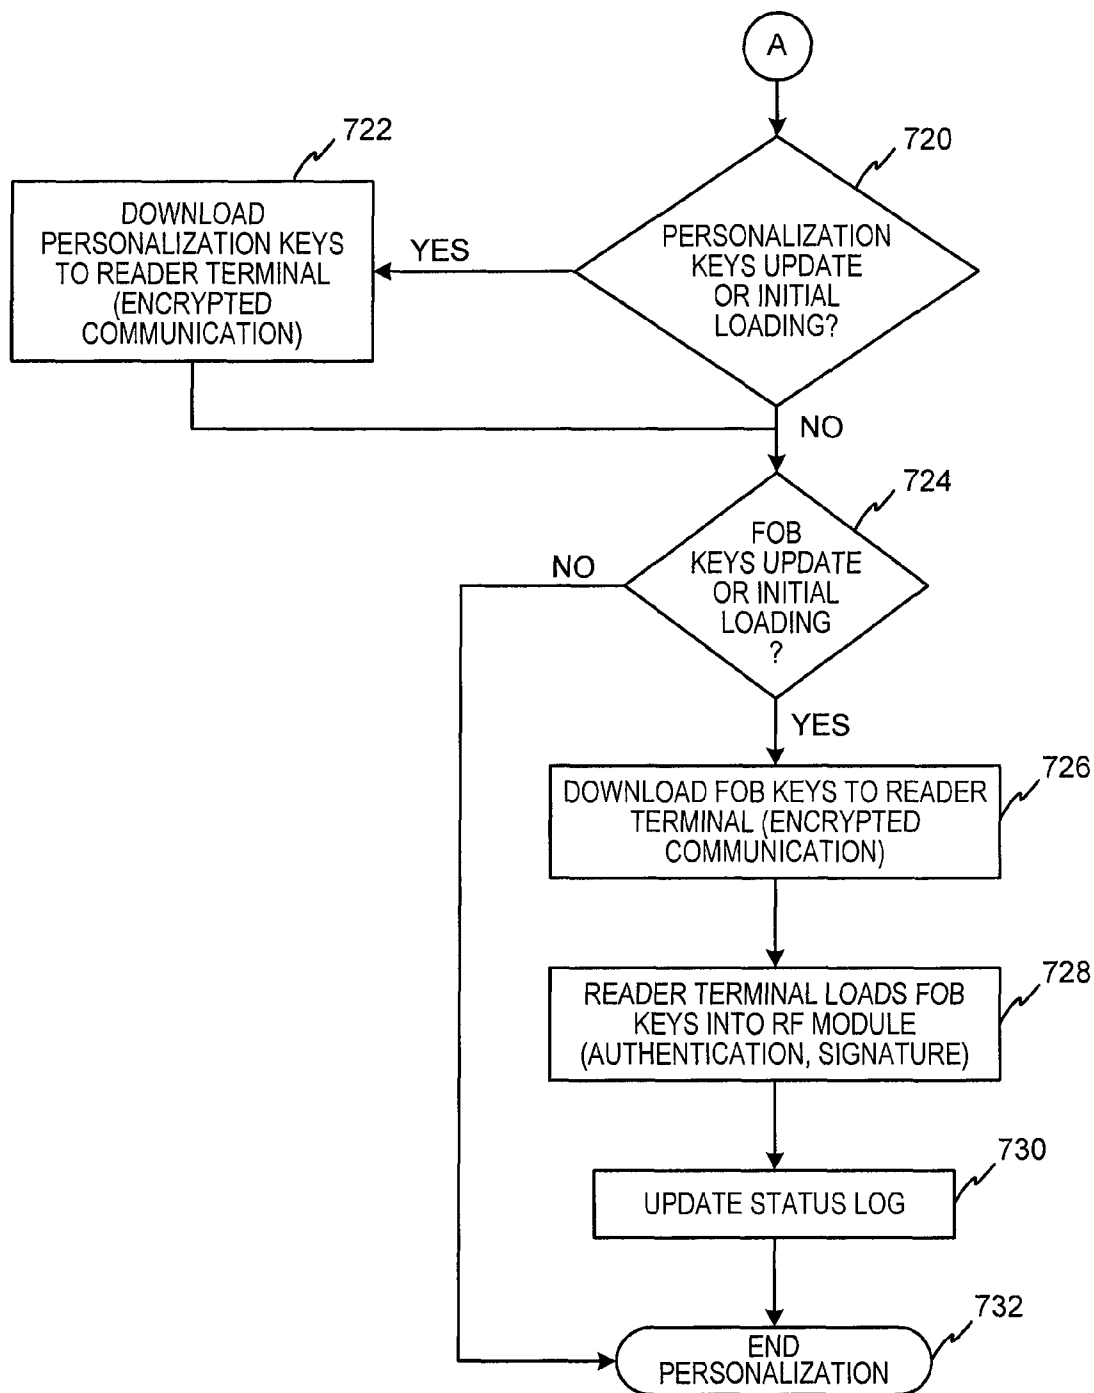 A
720
722
PERSONALIZATION
KEYS UPDATE
OR INITIAL
LOADING?
YES
DOWNLOAD
PERSONALIZATION KEYS
TO READER TERMINAL
(ENCRYPTED
COMMUNICATION)
NO
724
FOB
KEYS UPDATE
OR INITIAL
LOADING
?
NO
YES
726
DOWNLOAD FOB KEYS TO READER
TERMINAL (ENCRYPTED
COMMUNICATION)
728
READER TERMINAL LOADS FOB
KEYS INTO RF MODULE
(AUTHENTICATION, SIGNATURE)
730
UPDATE STATUS LOG
732
END
PERSONALIZATION